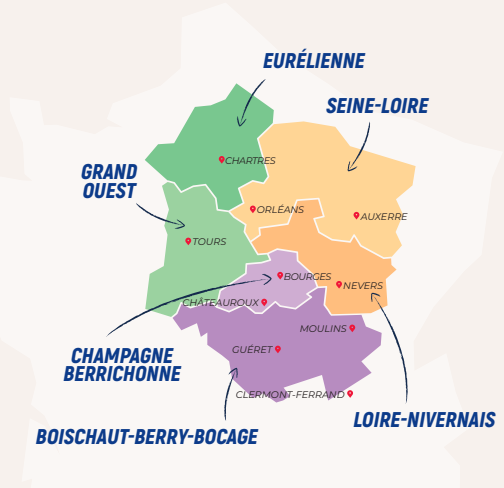 EURÉLIENNE
SEINE-LOIRE
CHARTRES
GRAND
OUEST
ORLÉANS
AUXERRE
TOURS
BOURGES
NEVERS
CHÂTEAUROUX
MOULINS
CHAMPAGNE
BERRICHONNE
GUÉRET
CLERMONT-FERRAND
LOIRE-NIVERNAIS
BOISCHAUT-BERRY-BOCAGE